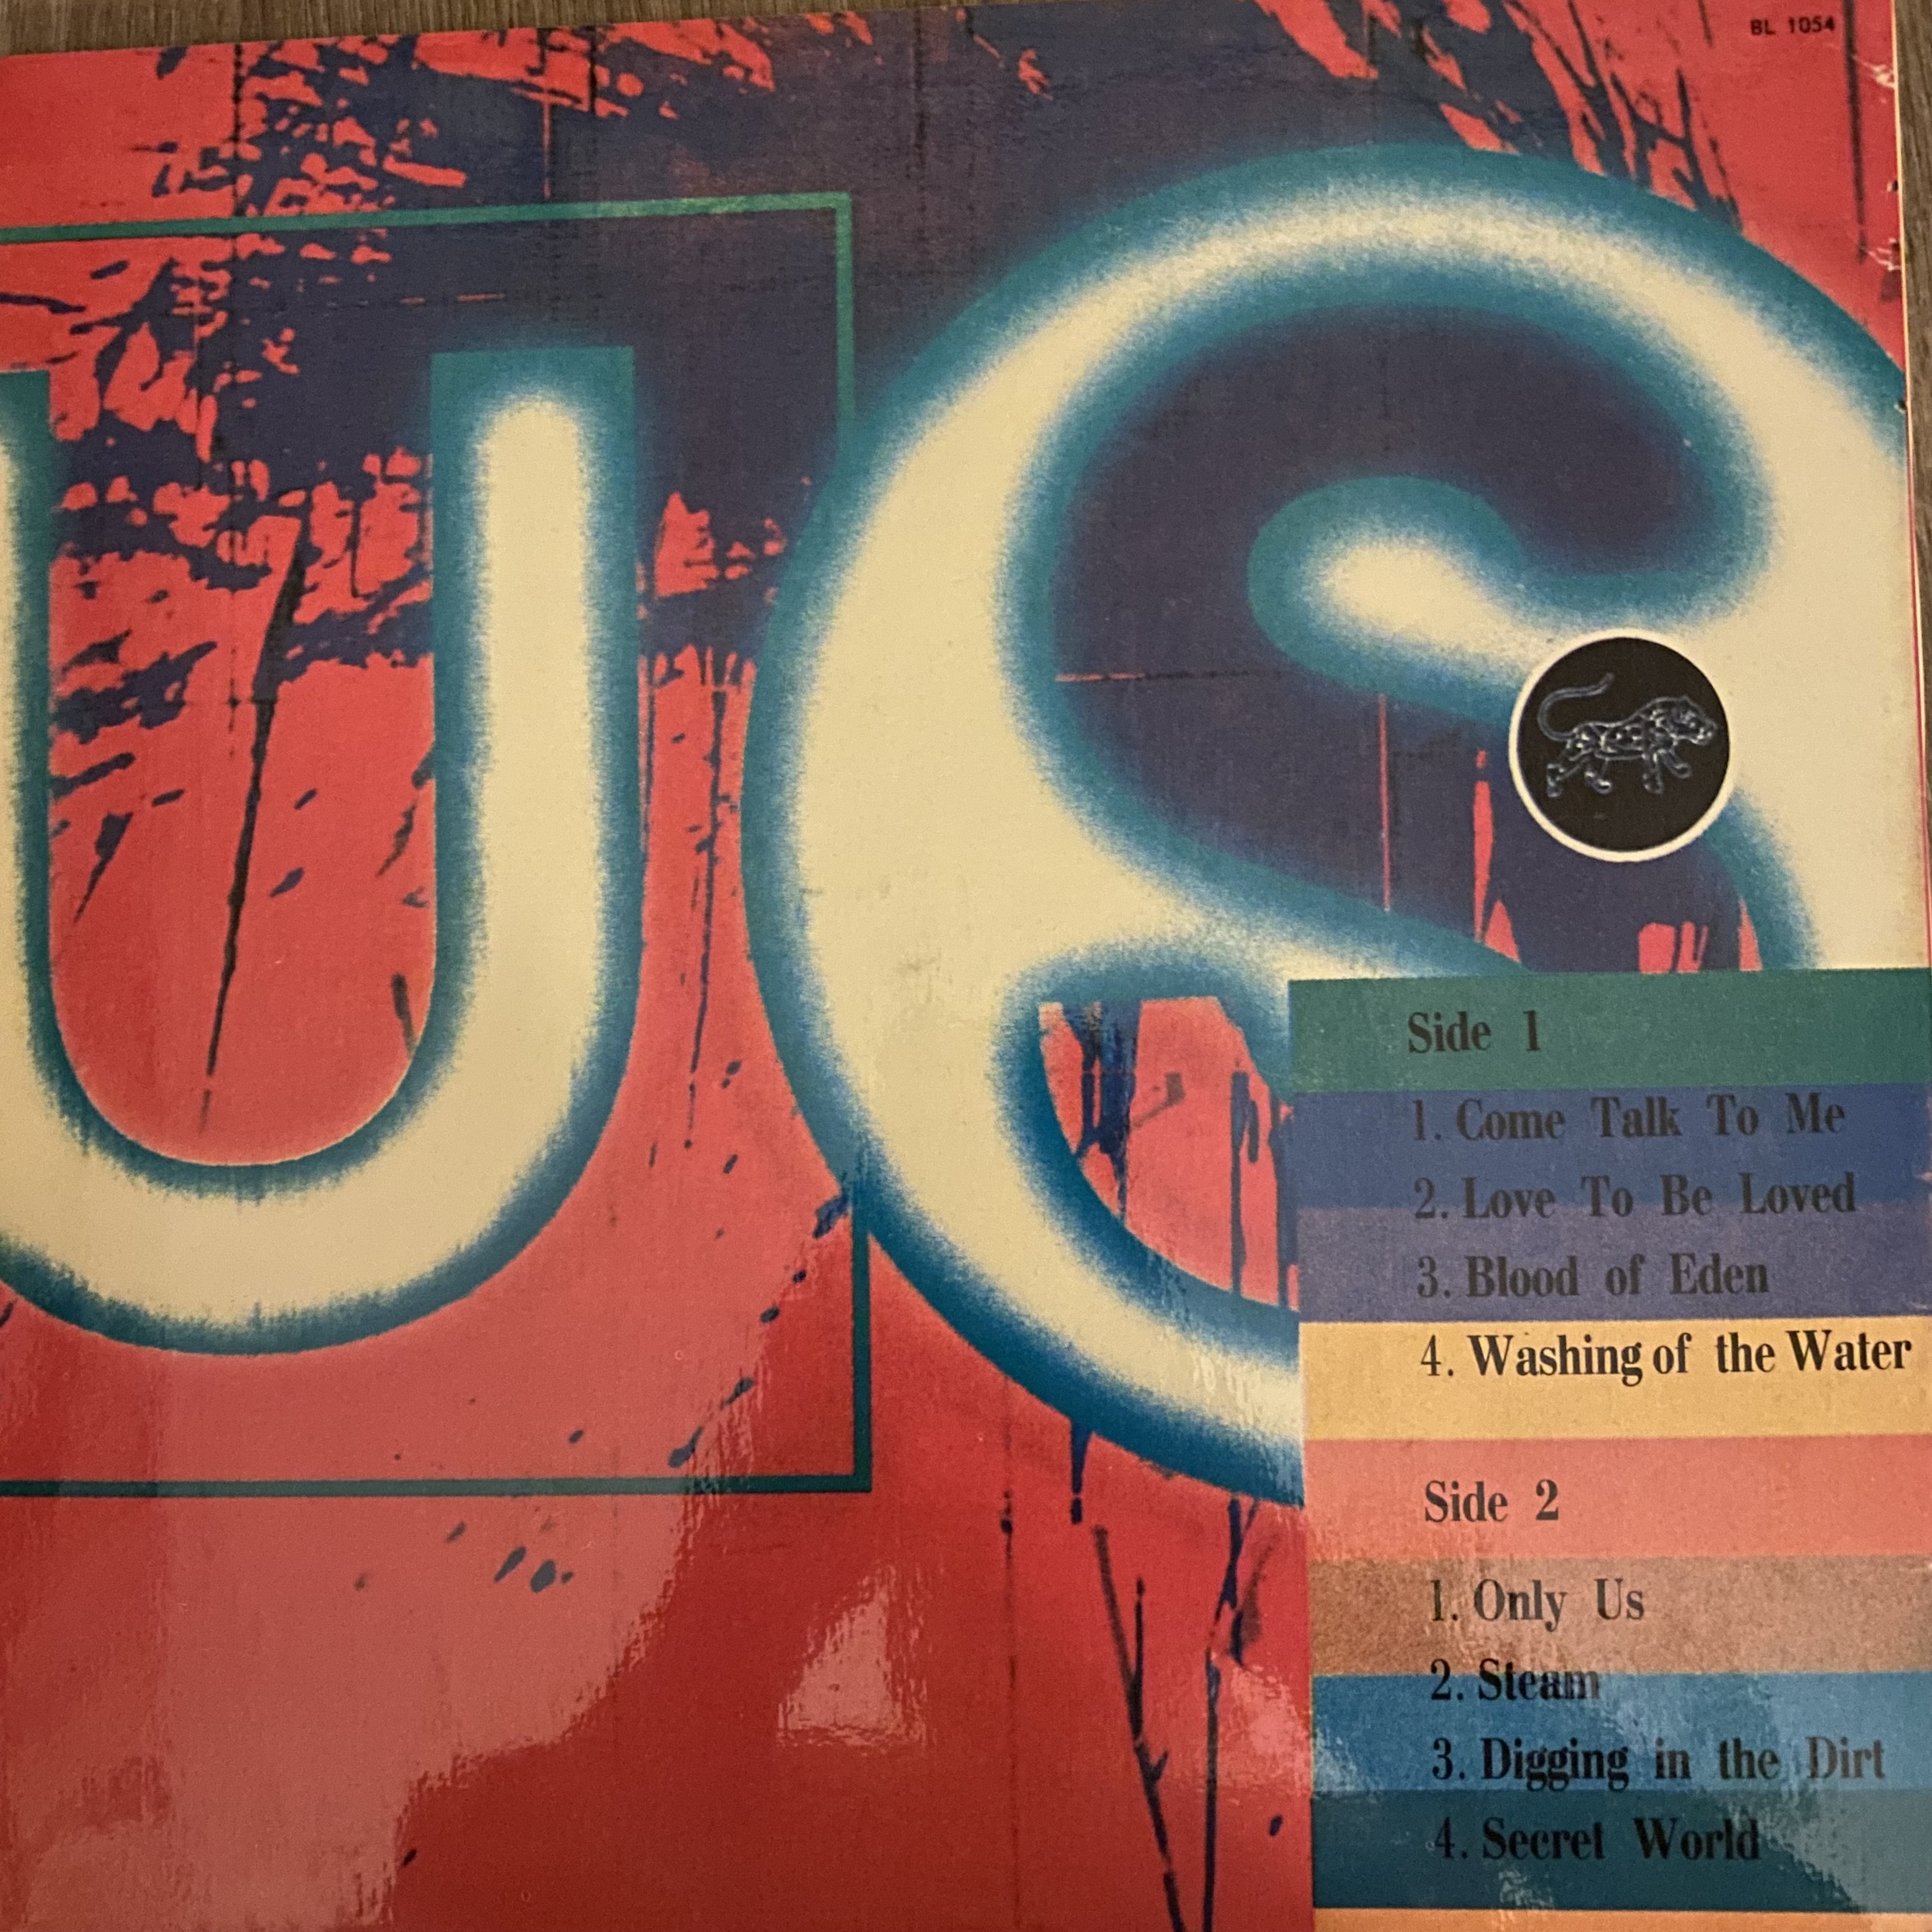 BL 1054
US
Side 1
1. Come Talk To Me
2. Love To Be Loved
3. Blood of Eden
4. Washing of the Water
Side 2
1. Only Us
2. Steam
3. Digging in the Dirt
4. Secret World